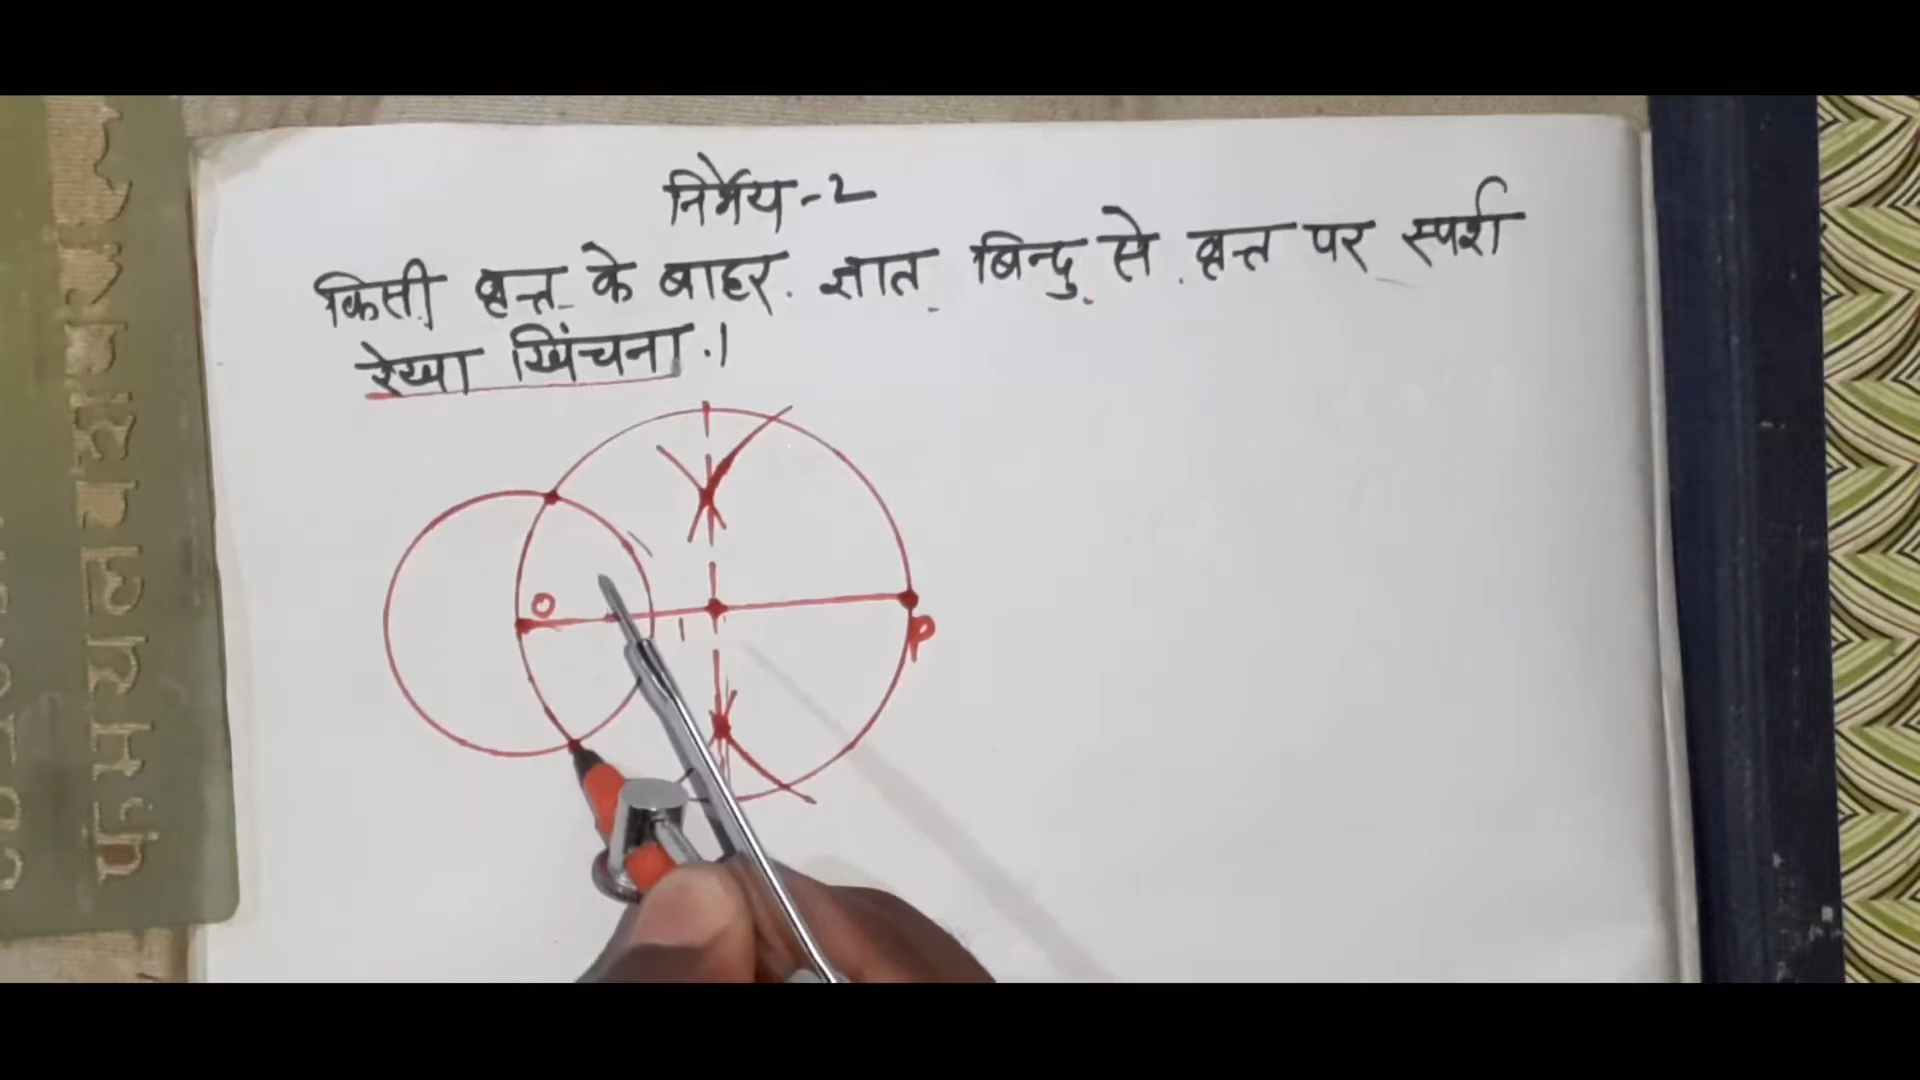 निर्मेय-2
किसी वृत्त के बाहर ज्ञात बिन्दु से वृत्त पर स्पर्श
रेखा खिंचना।
O
P